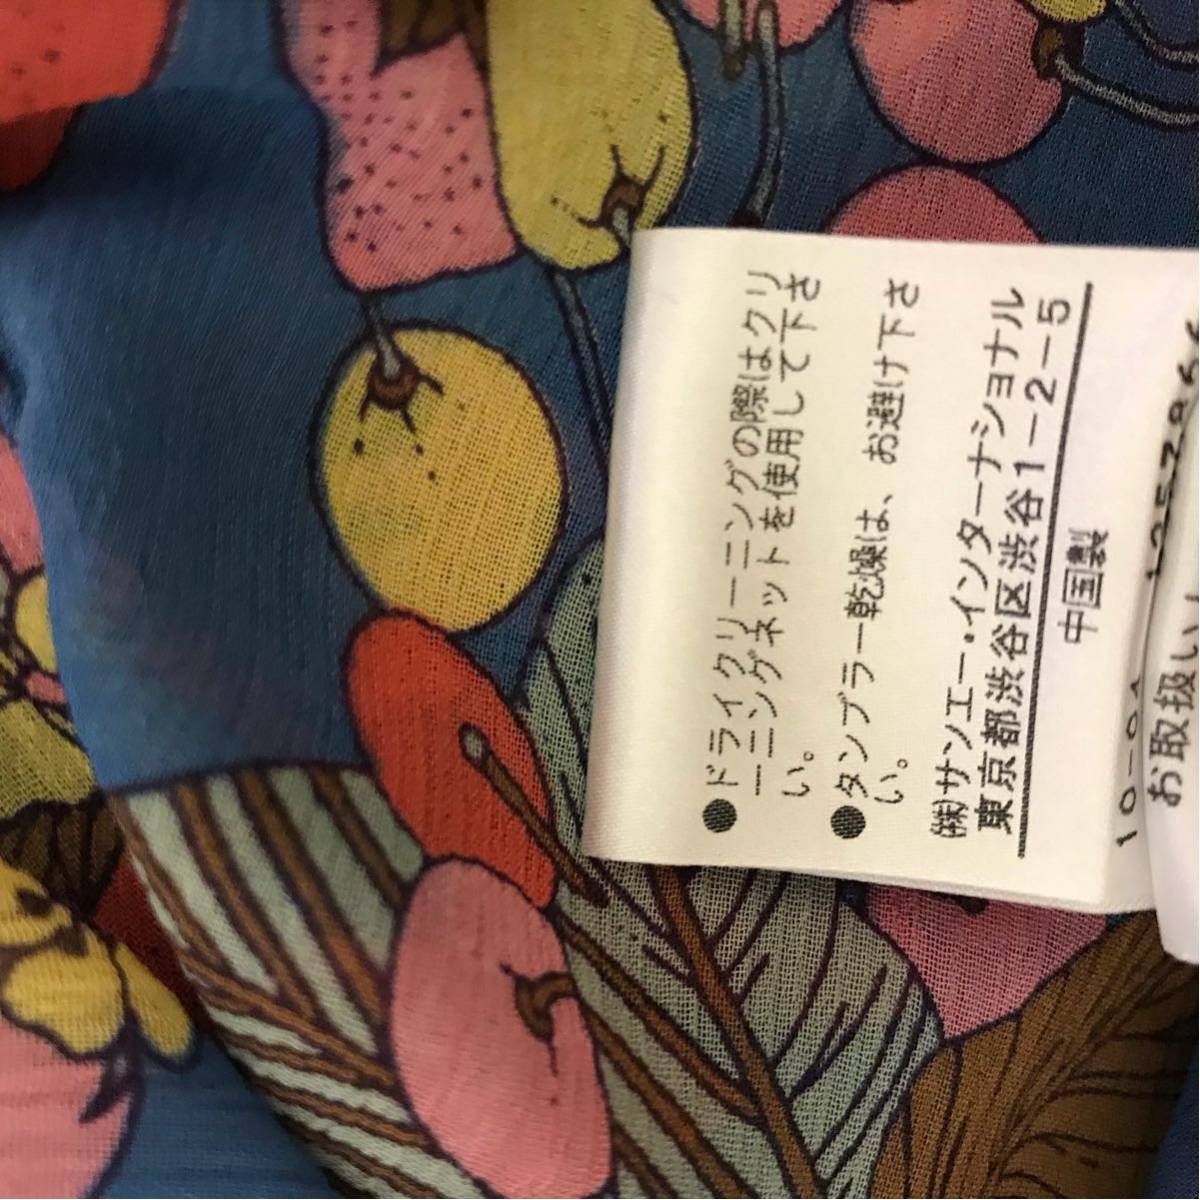 ●ドライクリーニングの際はクリ
ーニングネットを使用して下さ
い。
●タンブラー乾燥は、お避け下さ
い。
㈱サンエー・インターナショナル
東京都渋谷区渋谷1-2-5
中国製
10-04
お取扱い